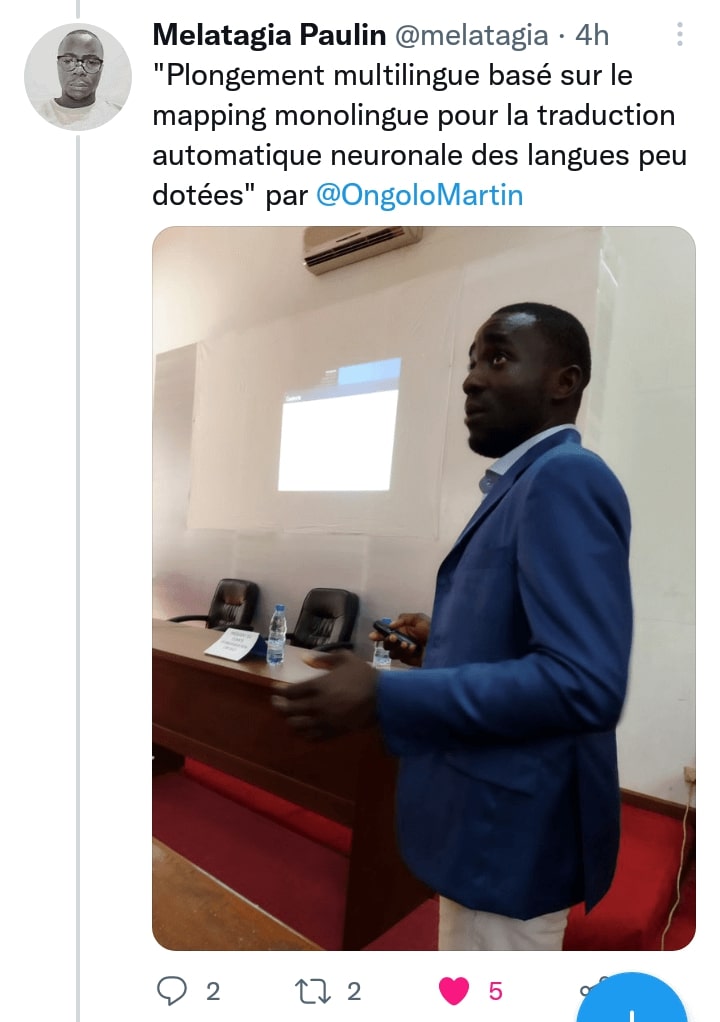 Melatagia Paulin @melatagia · 4h
"Plongement multilingue basé sur le
mapping monolingue pour la traduction
automatique neuronale des langues peu
dotées" par @OngoloMartin
2 2 5